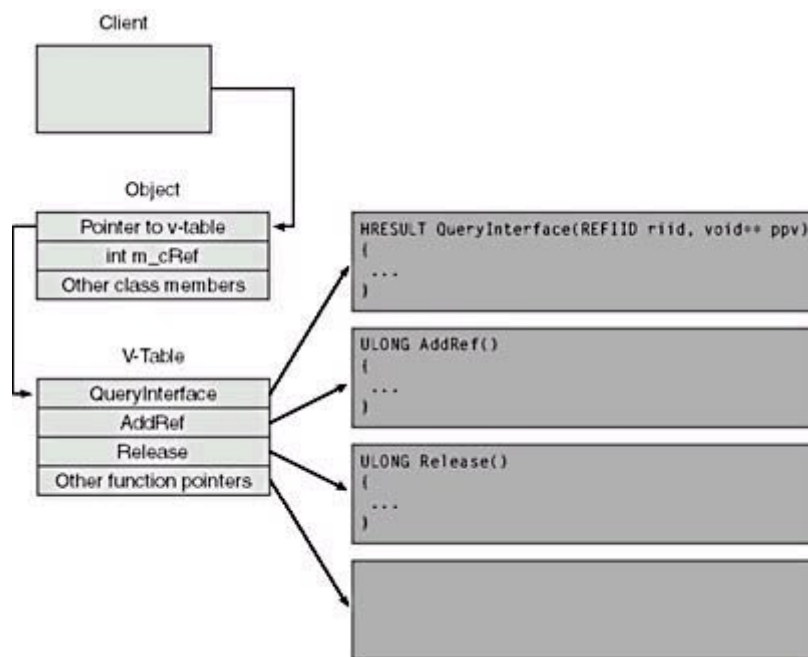 Client
Object
Pointer to v-table
int m_cRef
Other class members
V-Table
QueryInterface
AddRef
Release
Other function pointers
HRESULT QueryInterface(REFIID riid, void** ppv)
{
...
}
ULONG AddRef()
{
...
}
ULONG Release()
{
...
}